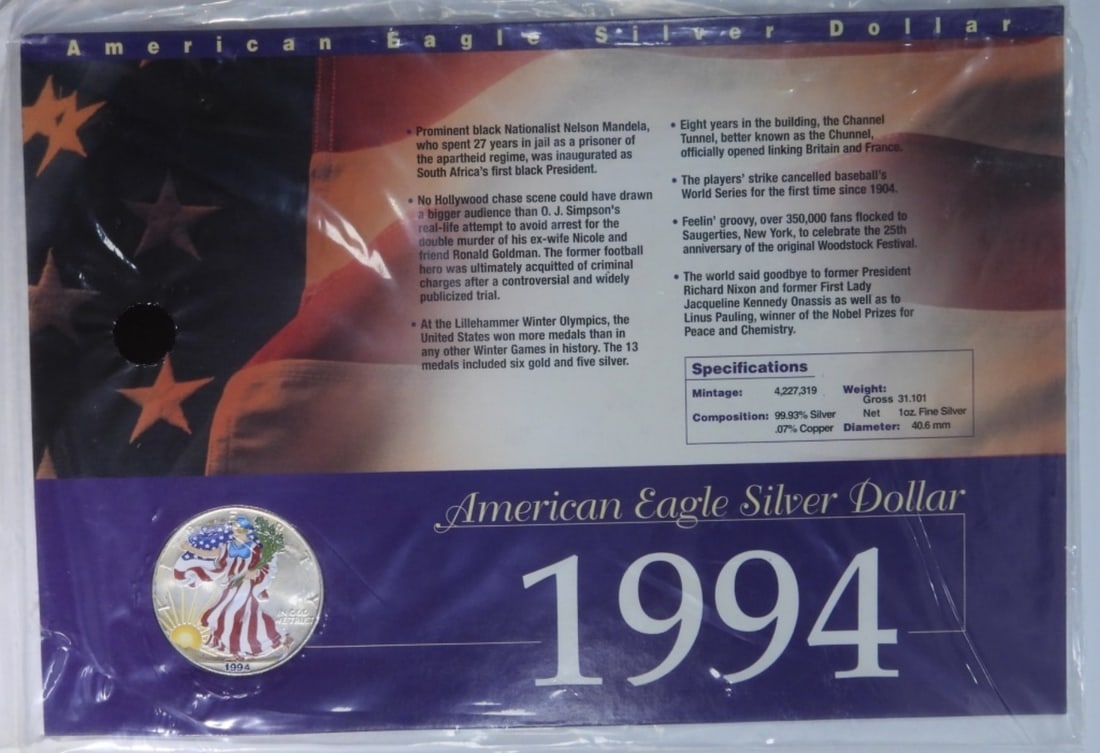 American Eagle Silver Dollar
• Prominent black Nationalist Nelson Mandela,
who spent 27 years in jail as a prisoner of
the apartheid regime, was inaugurated as
South Africa's first black President.
• No Hollywood chase scene could have drawn
a bigger audience than O. J. Simpson's
real-life attempt to avoid arrest for the
double murder of his ex-wife Nicole and
friend Ronald Goldman. The former football
hero was ultimately acquitted of criminal
charges after a controversial and widely
publicized trial.
• At the Lillehammer Winter Olympics, the
United States won more medals than in
any other Winter Games in history. The 13
medals included six gold and five silver.
• Eight years in the building, the Channel
Tunnel, better known as the Chunnel,
officially opened linking Britain and France.
• The players' strike cancelled baseball's
World Series for the first time since 1904.
• Feelin' groovy, over 350,000 fans flocked to
Saugerties, New York, to celebrate the 25th
anniversary of the original Woodstock Festival.
• The world said goodbye to former President
Richard Nixon and former First Lady
Jacqueline Kennedy Onassis as well as to
Linus Pauling, winner of the Nobel Prizes for
Peace and Chemistry.
Specifications
Mintage: 4,227,319
Composition: 99.93% Silver
.07% Copper
Weight:
Gross 31.101
Net 1oz. Fine Silver
Diameter: 40.6 mm
American Eagle Silver Dollar
1994
IN GOD
WE TRUST
1994